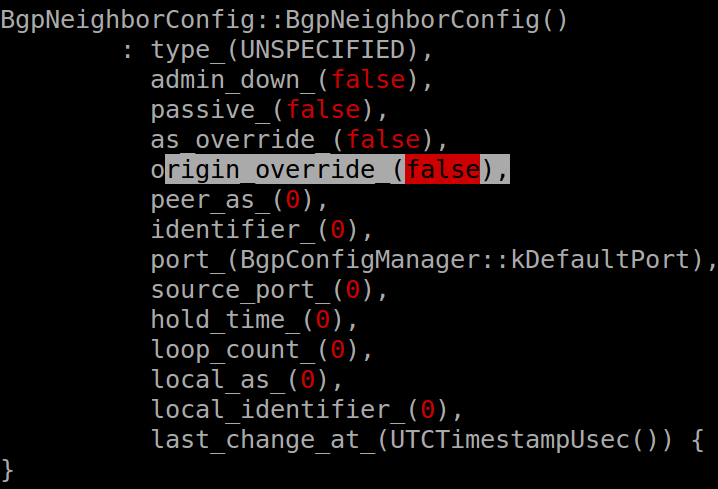 BgpNeighborConfig::BgpNeighborConfig()
        : type_(UNSPECIFIED),
          admin_down_(false),
          passive_(false),
          as_override_(false),
          origin_override_(false),
          peer_as_(0),
          identifier_(0),
          port_(BgpConfigManager::kDefaultPort),
          source_port_(0),
          hold_time_(0),
          loop_count_(0),
          local_as_(0),
          local_identifier_(0),
          last_change_at_(UTCTimestampUsec()) {
}